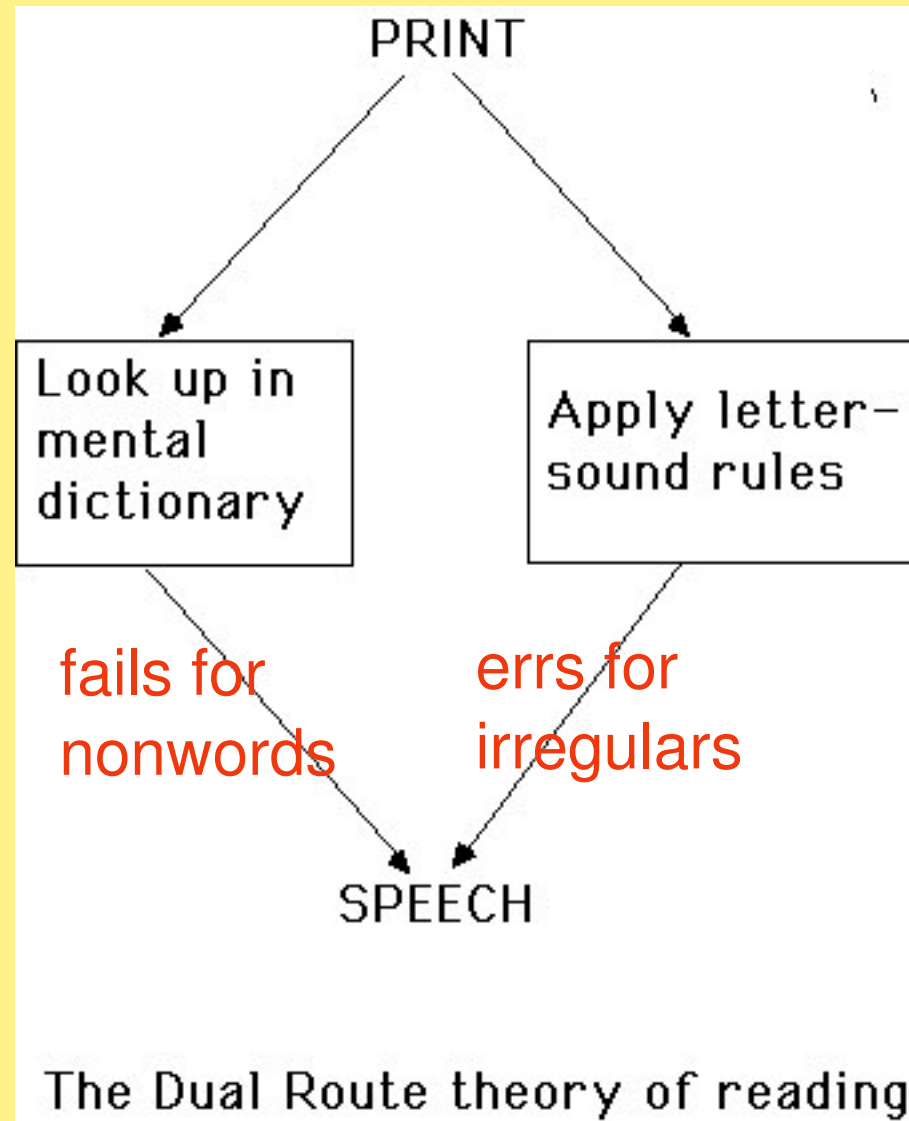 PRINT
Look up in
mental
dictionary
Apply letter-
sound rules
fails for
nonwords
errs for
irregulars
SPEECH
The Dual Route theory of reading